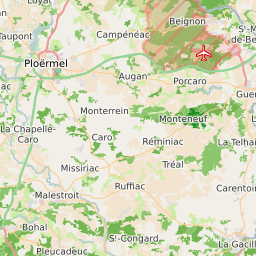 Loyat
Beignon
Taupont
Campénéac
St-M
de-Be
Ploërmel
Augan
Porcaro
Guer
Monterrein
Monteneuf
La Chapelle-
Caro
Caro
Réminiac
La Telhai
Missiriac
Tréal
Ruffiac
Carentoir
Malestroit
Bohal
Pleucadeuc
St-Congard
La Gacill